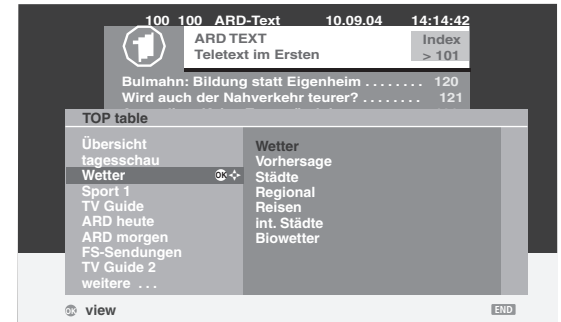 100 100 ARD-Text 10.09.04 14:14:42
ARD TEXT
Teletext im Ersten
Index
> 101
Bulmahn: Bildung statt Eigenheim . . . . . . . . 120
Wird auch der Nahverkehr teurer? . . . . . . . . 121
TOP table
Übersicht
tagesschau
Wetter OK
Sport 1
TV Guide
ARD heute
ARD morgen
FS-Sendungen
TV Guide 2
weitere . . .
Wetter
Vorhersage
Städte
Regional
Reisen
int. Städte
Biowetter
OK view
END